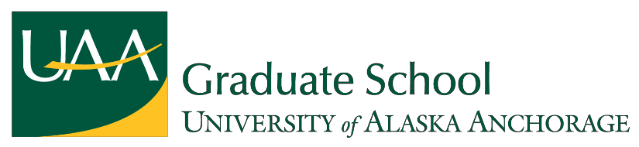 UAA
Graduate School
UNIVERSITY of ALASKA ANCHORAGE